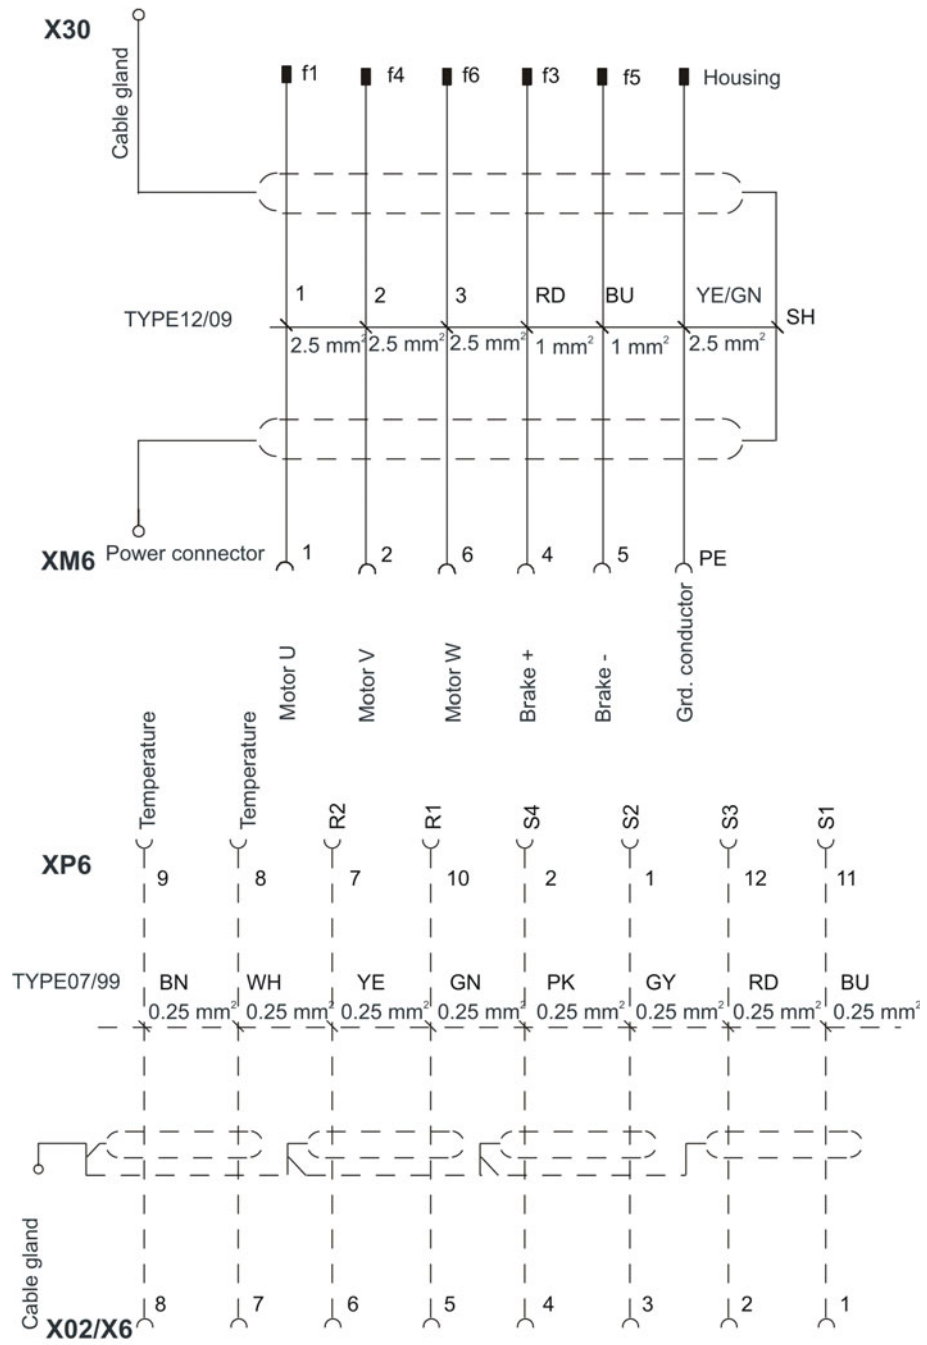 X30
Cable gland
f1 f4 f6 f3 f5 Housing
1 2 3 RD BU YE/GN
TYPE12/09 SH
2.5 mm² 2.5 mm² 2.5 mm² 1 mm² 1 mm² 2.5 mm²
XM6 Power connector 1 2 6 4 5 PE
Motor U Motor V Motor W Brake + Brake - Grd. conductor
Temperature Temperature R2 R1 S4 S2 S3 S1
XP6
9 8 7 10 2 1 12 11
TYPE07/99 BN WH YE GN PK GY RD BU
0.25 mm² 0.25 mm² 0.25 mm² 0.25 mm² 0.25 mm² 0.25 mm² 0.25 mm² 0.25 mm²
Cable gland
8 7 6 5 4 3 2 1
X02/X6